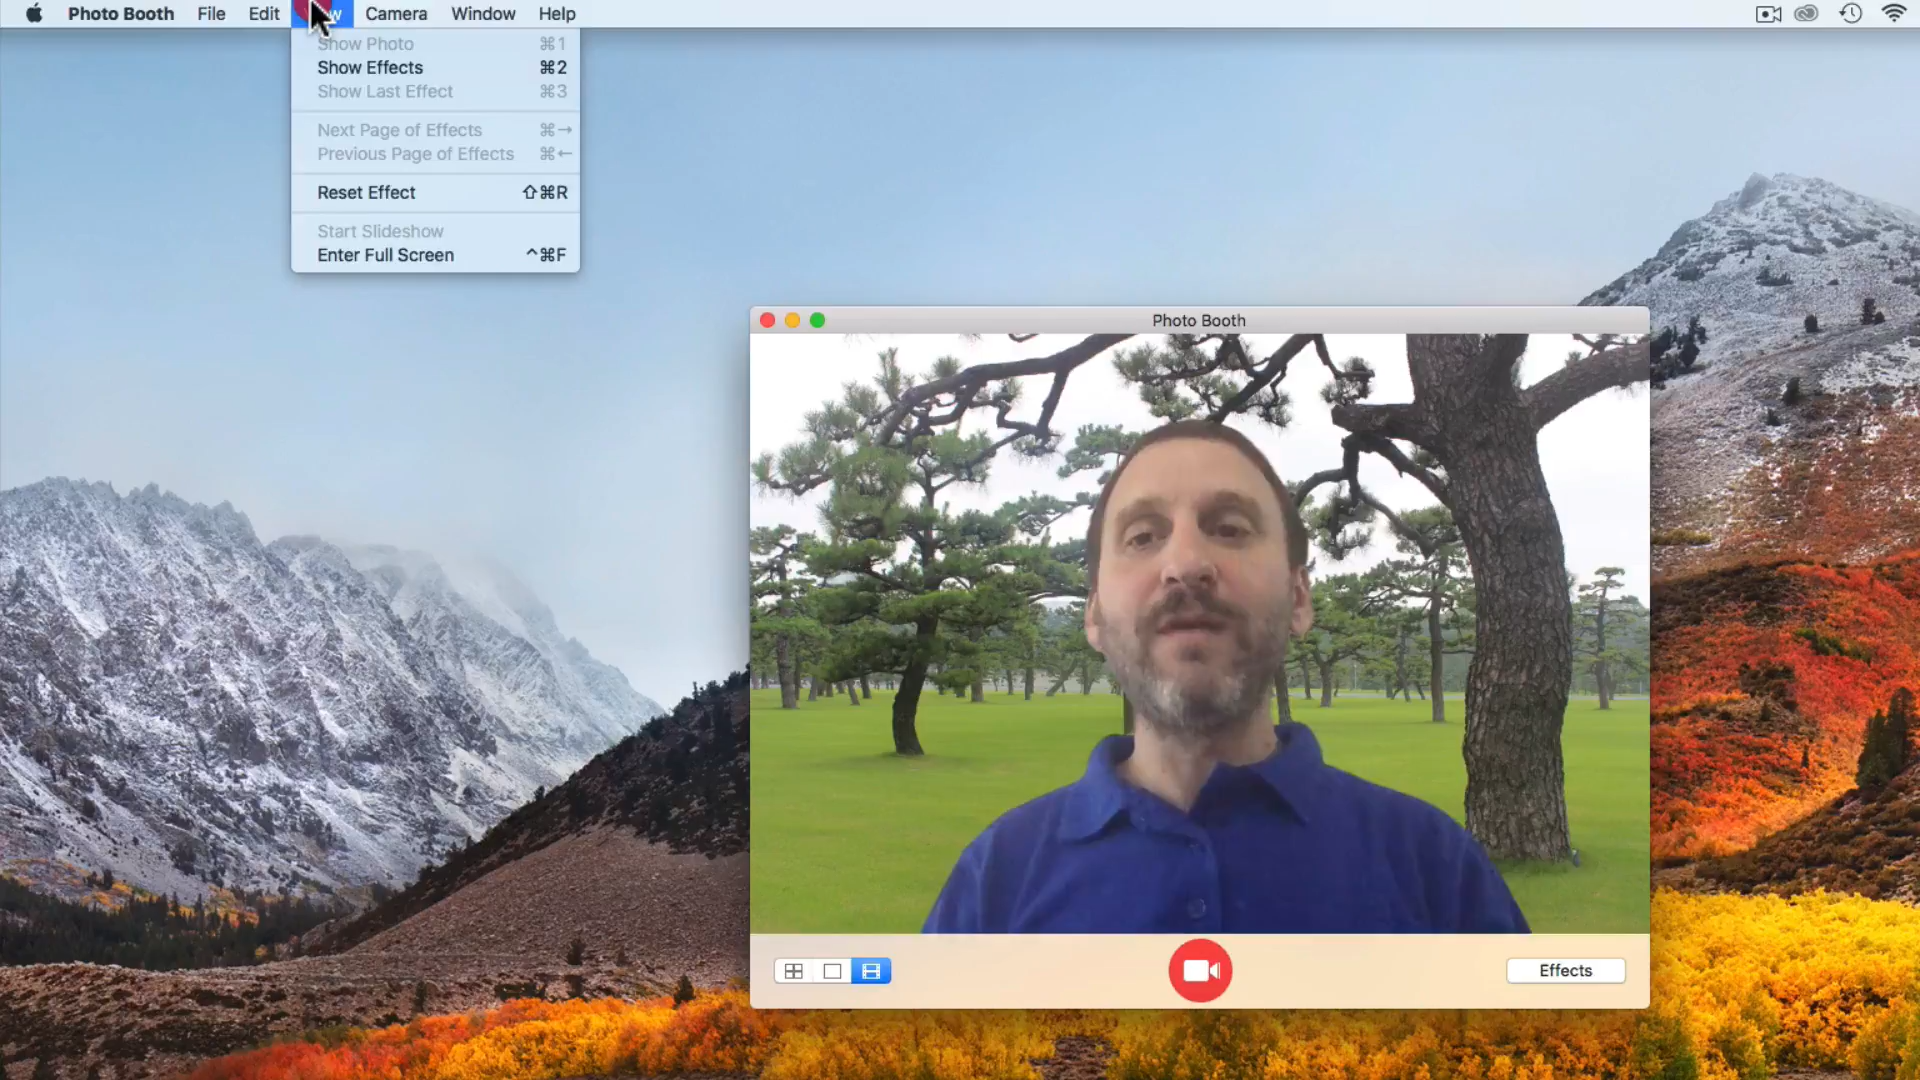 Photo Booth File Edit Camera Window Help
Show Photo ⌘1
Show Effects ⌘2
Show Last Effect ⌘3
Next Page of Effects ⌘→
Previous Page of Effects ⌘←
Reset Effect ⇧⌘R
Start Slideshow
Enter Full Screen ^⌘F
Photo Booth
Effects